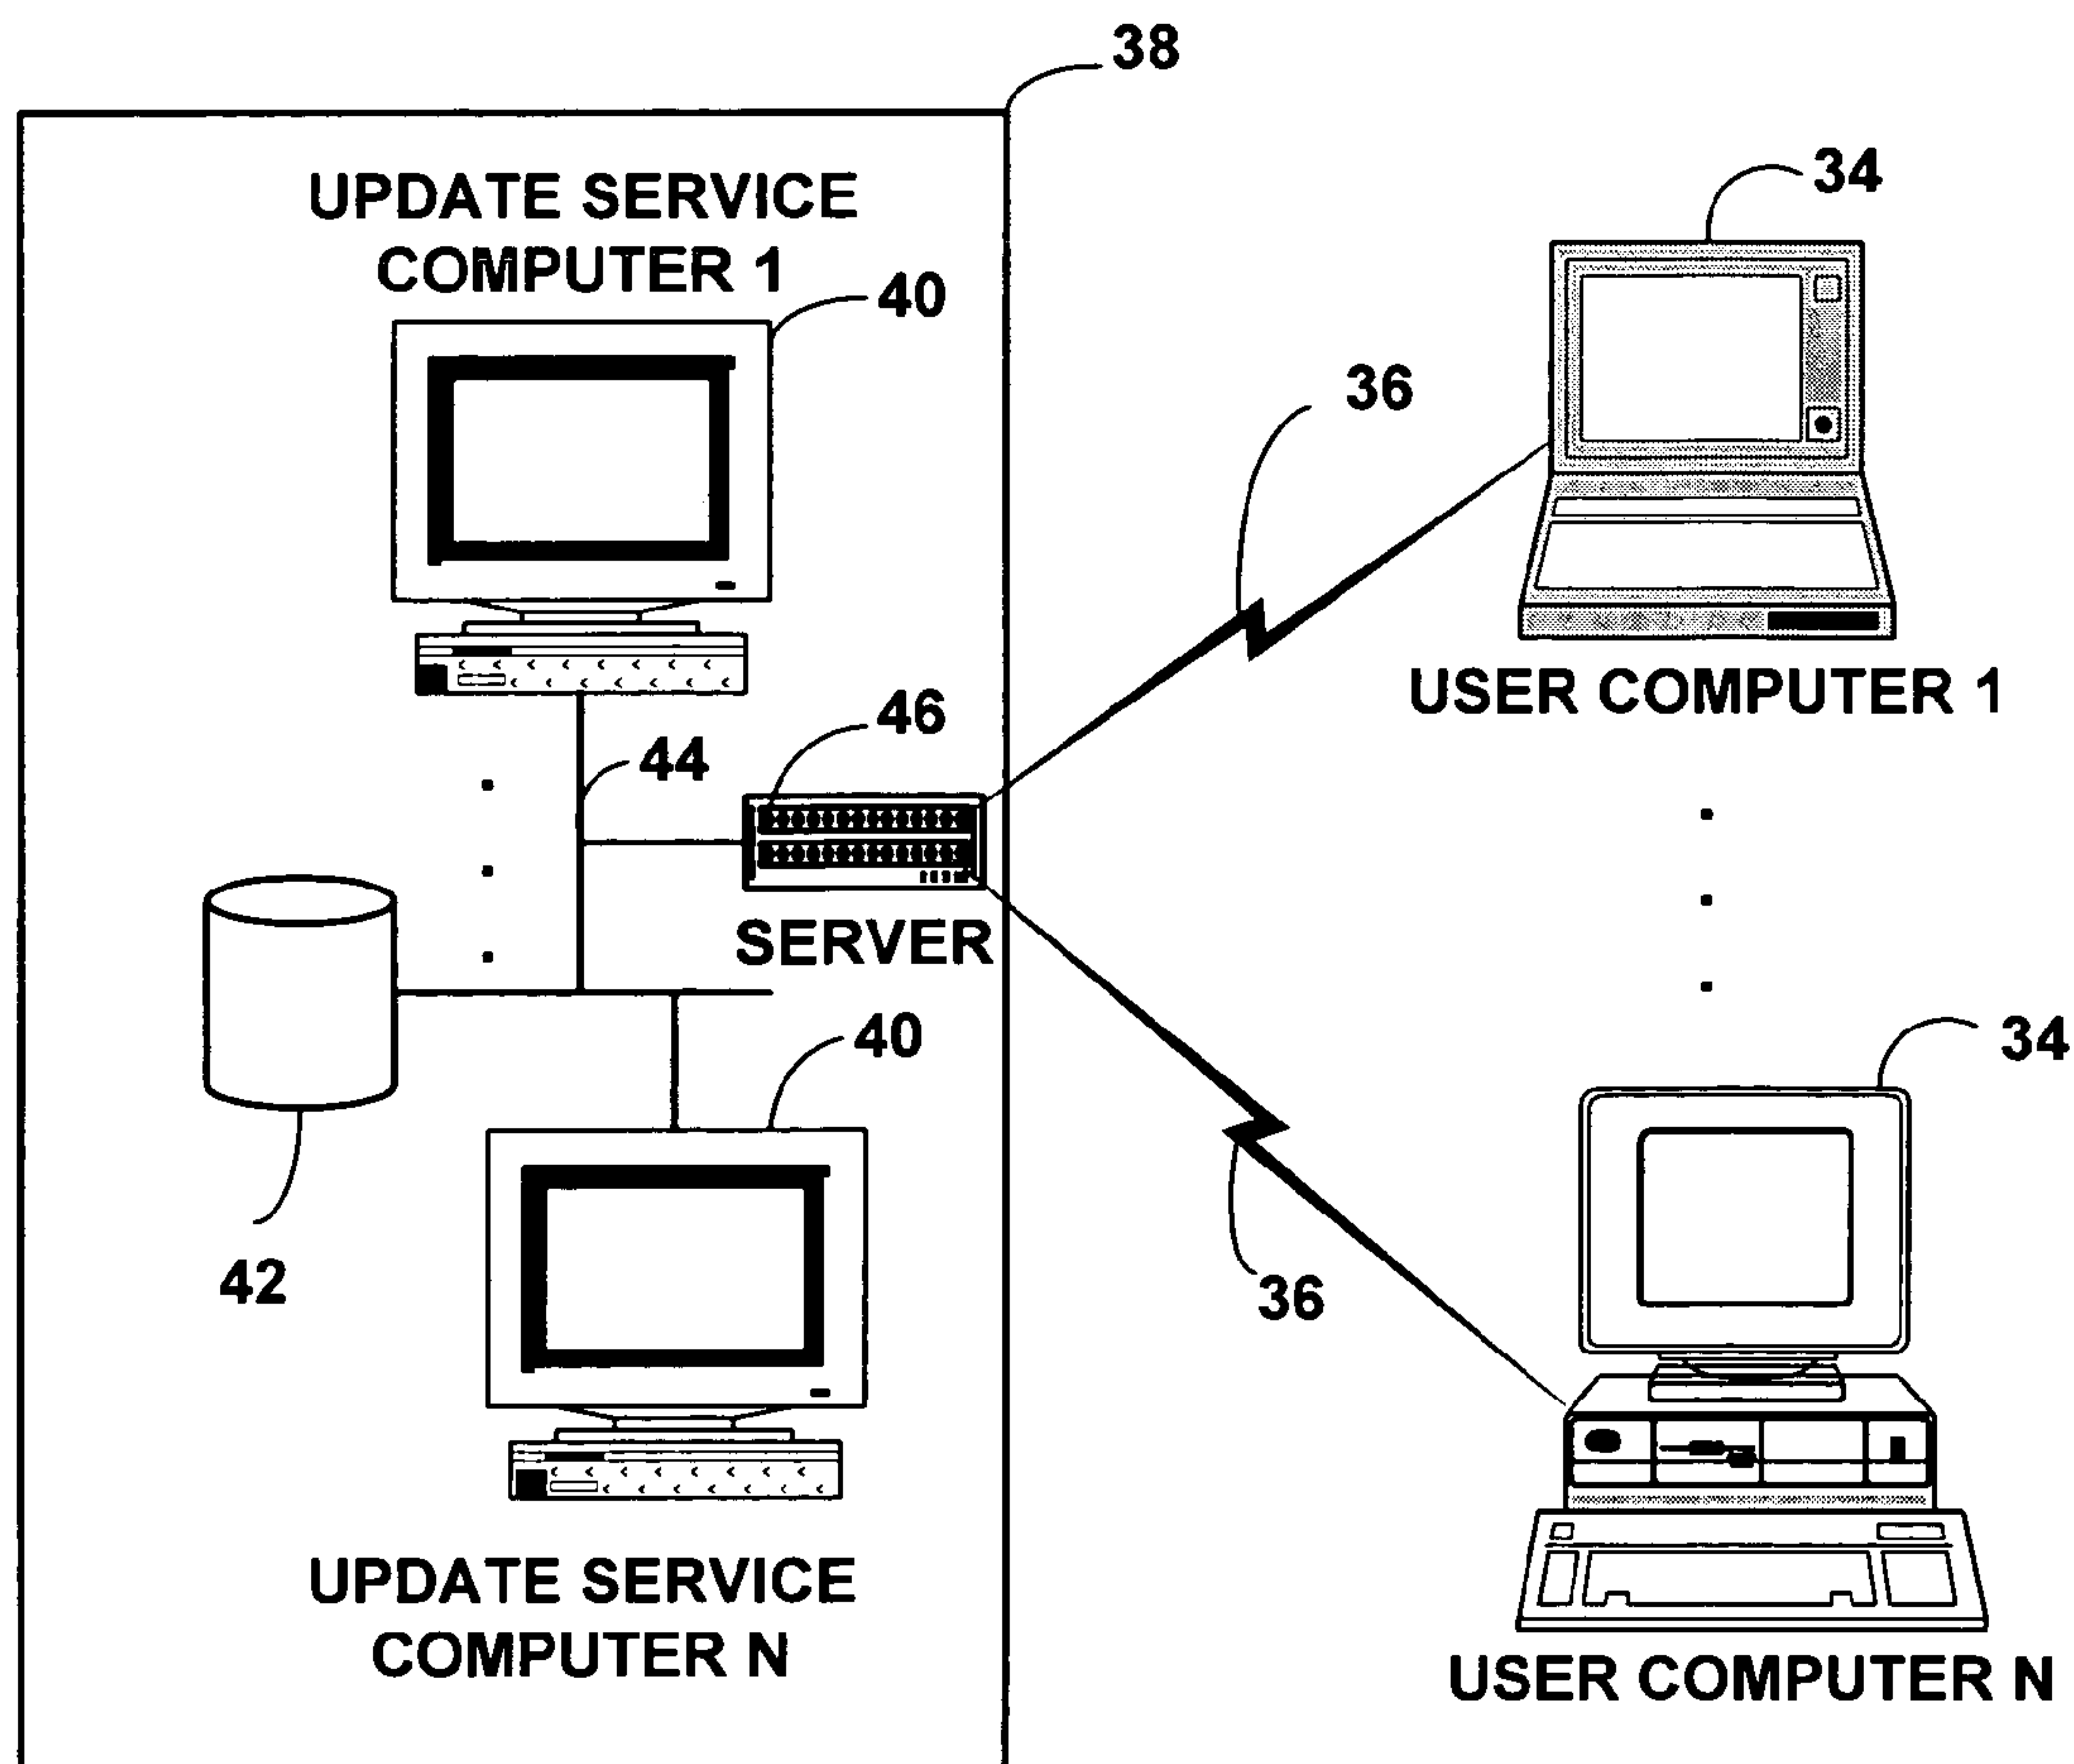 38
UPDATE SERVICE
COMPUTER 1
40
34
36
USER COMPUTER 1
46
44
SERVER
40
34
42
36
UPDATE SERVICE
COMPUTER N
USER COMPUTER N